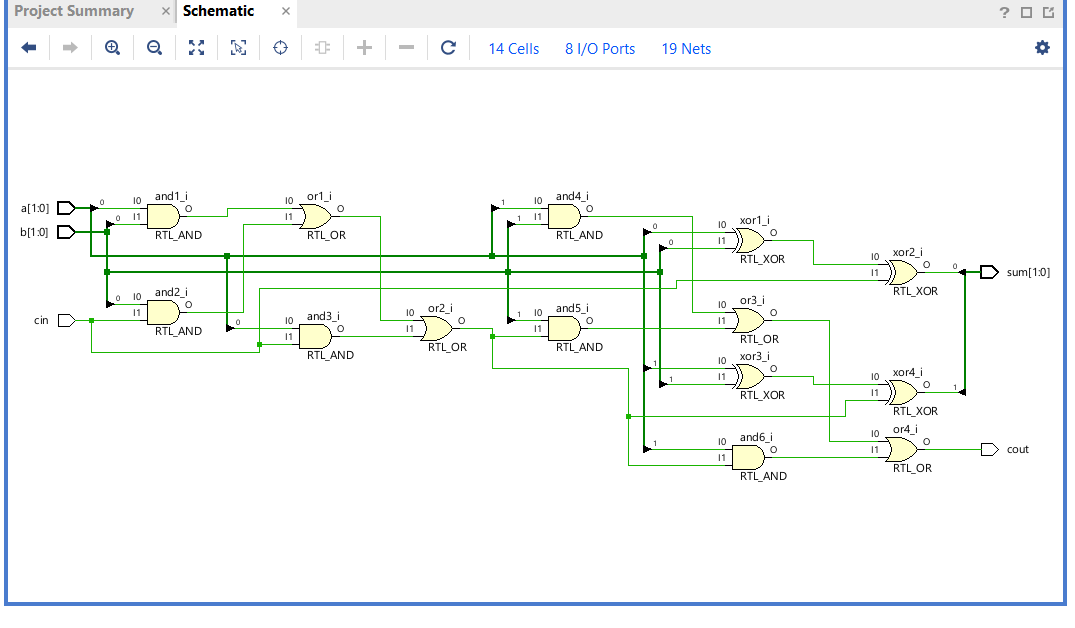 Project Summary × Schematic × ?
14 Cells 8 I/O Ports 19 Nets
a[1:0]
b[1:0]
cin
0
0
I0
I1
and1_i
O
RTL_AND
0
I0
I1
and2_i
O
RTL_AND
I0
I1
or1_i
O
RTL_OR
0
I0
I1
and3_i
O
RTL_AND
I0
I1
or2_i
O
RTL_OR
1
1
I0
I1
and4_i
O
RTL_AND
1
I0
I1
and5_i
O
RTL_AND
0
0
I0
I1
xor1_i
O
RTL_XOR
I0
I1
or3_i
O
RTL_OR
1
1
I0
I1
xor3_i
O
RTL_XOR
1
I0
I1
and6_i
O
RTL_AND
I0
I1
xor2_i
O
RTL_XOR
0
I0
I1
xor4_i
O
RTL_XOR
1
I0
I1
or4_i
O
RTL_OR
sum[1:0]
cout